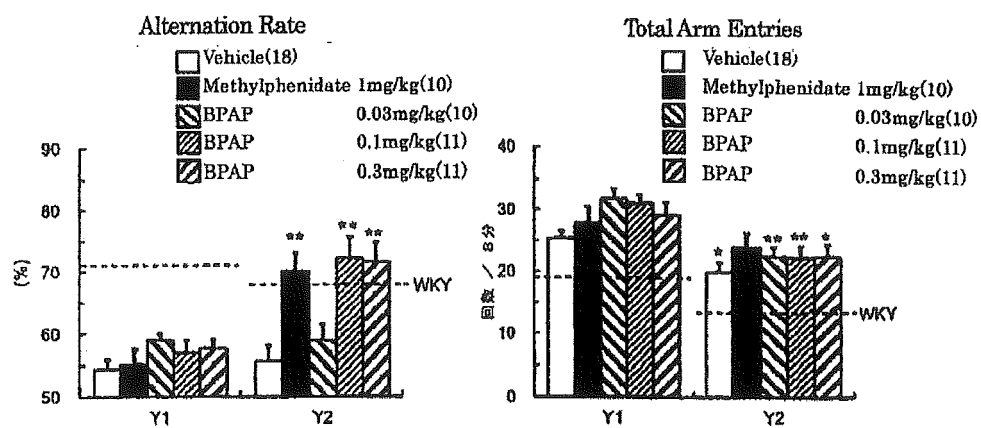 Alternation Rate
Vehicle(18)
Methylphenidate 1mg/kg(10)
BPAP 0.03mg/kg(10)
BPAP 0.1mg/kg(11)
BPAP 0.3mg/kg(11)
90
80
70
60
50
(%)
** ** **
WKY
Y1 Y2
Total Arm Entries
Vehicle(18)
Methylphenidate 1mg/kg(10)
BPAP 0.03mg/kg(10)
BPAP 0.1mg/kg(11)
BPAP 0.3mg/kg(11)
40
30
20
10
0
回数 / 8分
* ** ** *
WKY
Y1 Y2